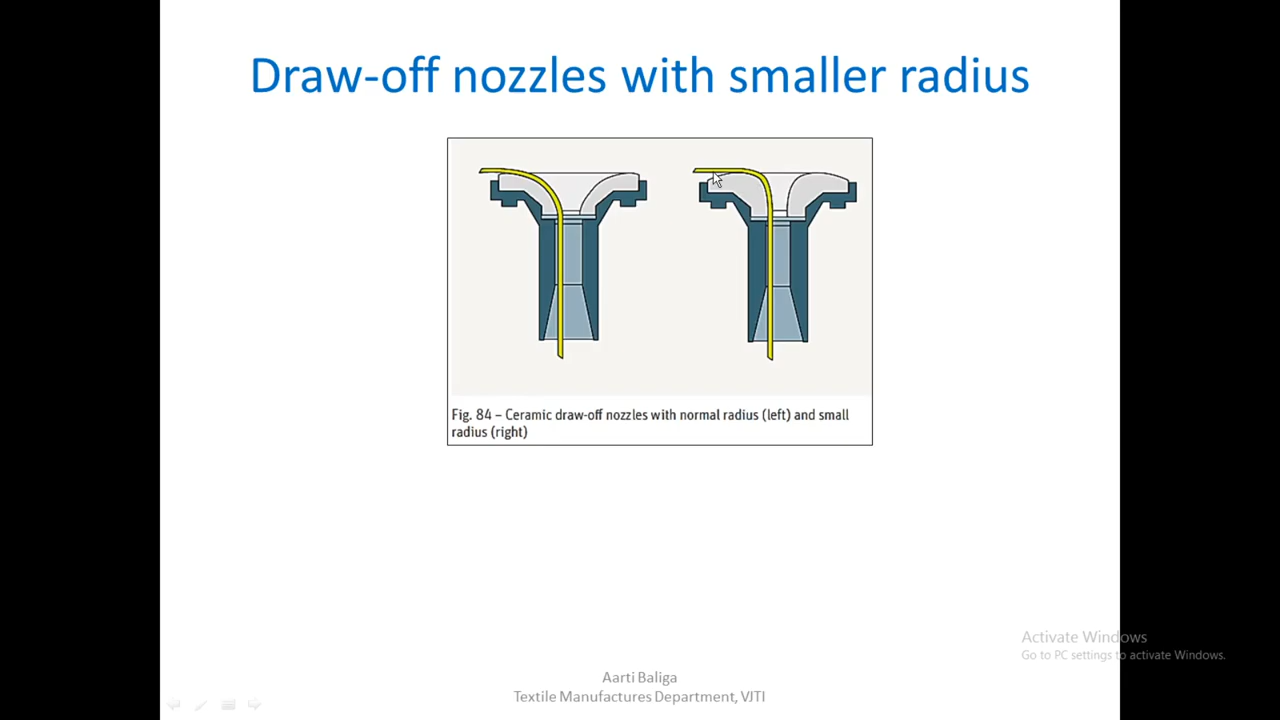 Draw-off nozzles with smaller radius
Fig. 84 – Ceramic draw-off nozzles with normal radius (left) and small
radius (right)
Activate Windows
Go to PC settings to activate Windows.
Aarti Baliga
Textile Manufactures Department, VJTI